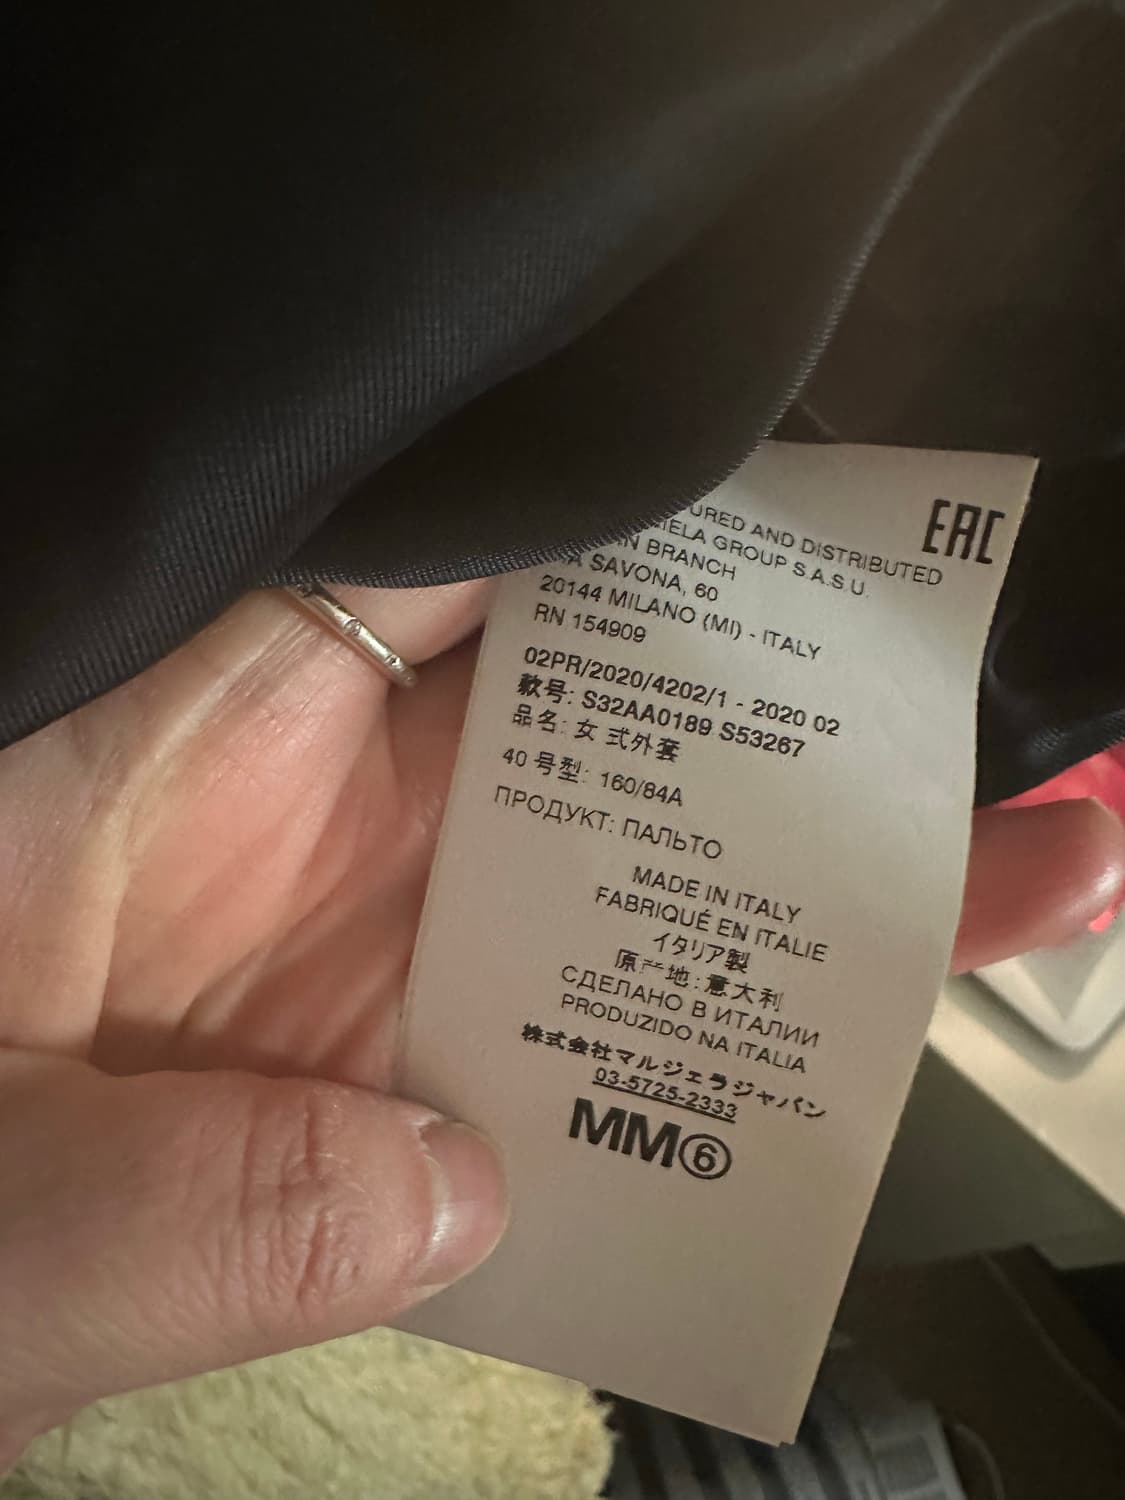 EAC
URED AND DISTRIBUTED
IELA GROUP S.A.S.U.
N BRANCH
A SAVONA, 60
20144 MILANO (MI) - ITALY
RN 154909
02PR/2020/4202/1 - 2020 02
款号: S32AA0189 S53267
品名: 女 式外套
40 号型: 160/84A
ПРОДУКТ: ПАЛЬТО
MADE IN ITALY
FABRIQUÉ EN ITALIE
イタリア製
原产地:意大利
СДЕЛАНО В ИТАЛИИ
PRODUZIDO NA ITALIA
株式会社マルジェラジャパン
03-5725-2333
MM⑥